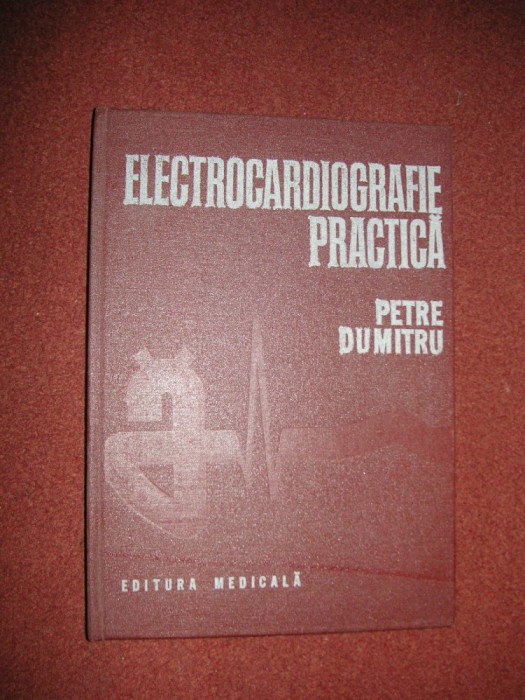 ELECTROCARDIOGRAFIE
PRACTICĂ
PETRE
DUMITRU
EDITURA MEDICALĂ